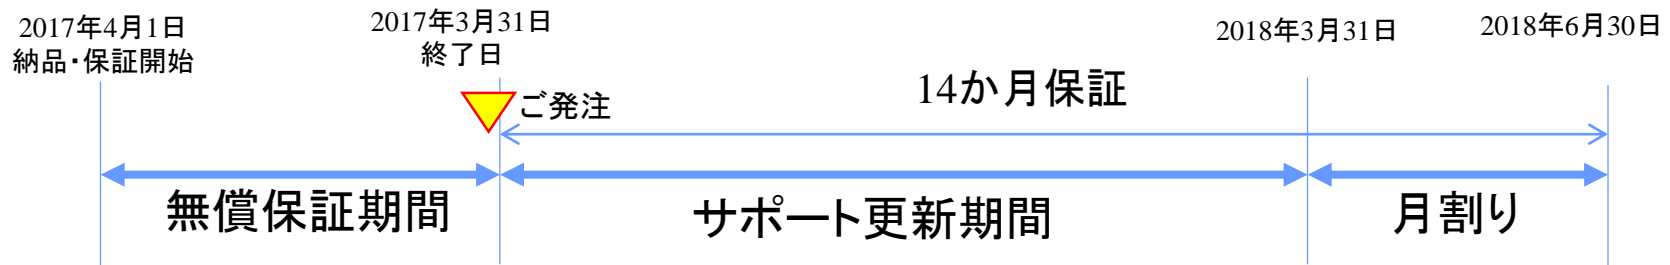 2017年4月1日
納品・保証開始
2017年3月31日
終了日
2018年3月31日
2018年6月30日
ご発注
14か月保証
無償保証期間
サポート更新期間
月割り